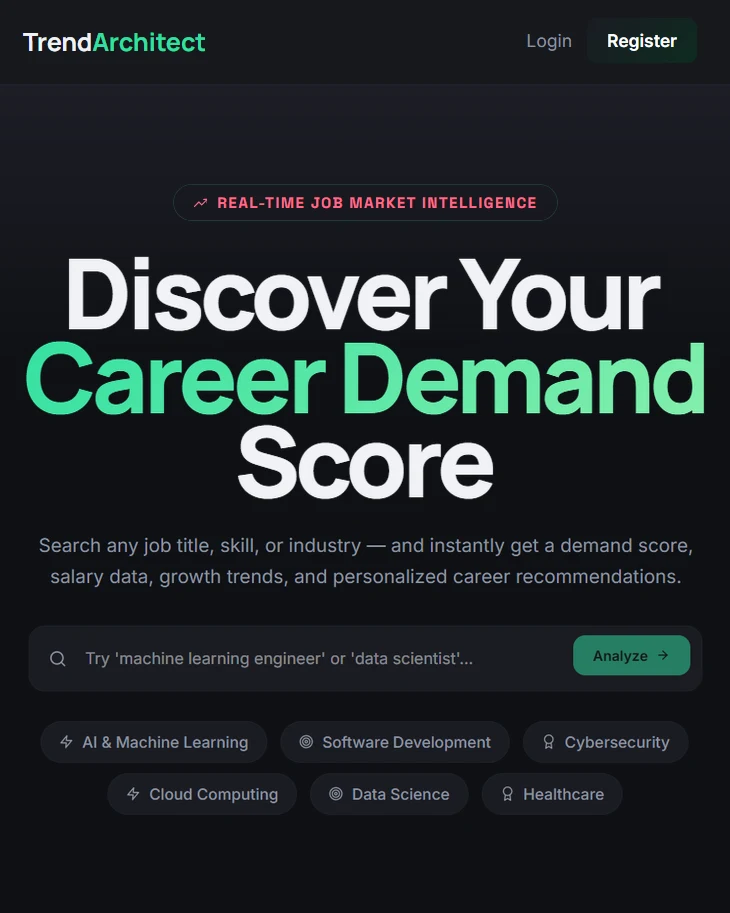 TrendArchitect
Login
Register
REAL-TIME JOB MARKET INTELLIGENCE
Discover Your
Career Demand
Score
Search any job title, skill, or industry — and instantly get a demand score,
salary data, growth trends, and personalized career recommendations.
Try 'machine learning engineer' or 'data scientist'...
Analyze →
AI & Machine Learning
Software Development
Cybersecurity
Cloud Computing
Data Science
Healthcare